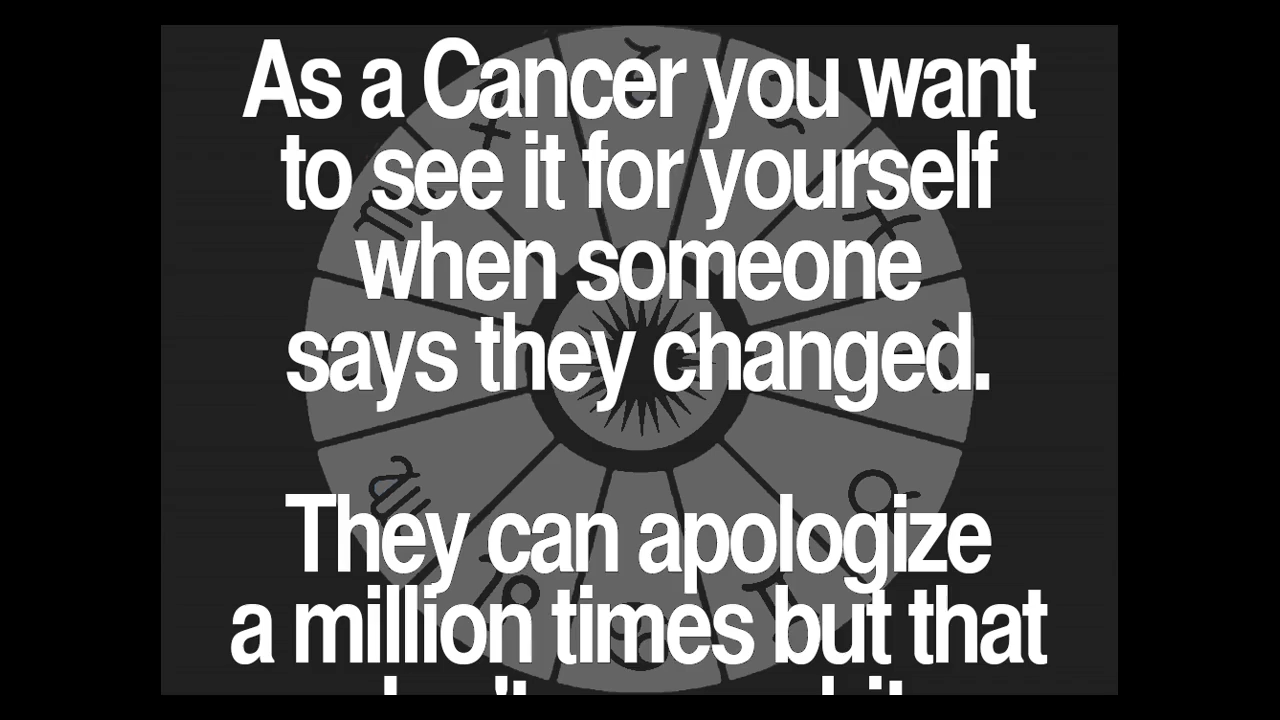 As a Cancer you want
to see it for yourself
when someone
says they changed.
They can apologize
a million times but that